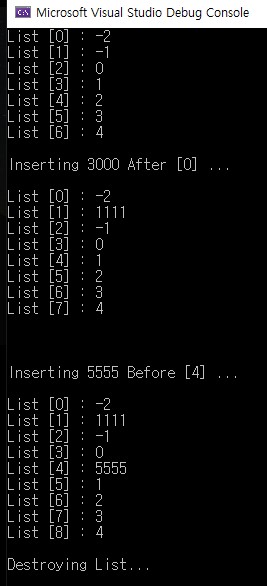 Microsoft Visual Studio Debug Console
List [0] : -2
List [1] : -1
List [2] : 0
List [3] : 1
List [4] : 2
List [5] : 3
List [6] : 4
Inserting 3000 After [0] ...
List [0] : -2
List [1] : 1111
List [2] : -1
List [3] : 0
List [4] : 1
List [5] : 2
List [6] : 3
List [7] : 4
Inserting 5555 Before [4] ...
List [0] : -2
List [1] : 1111
List [2] : -1
List [3] : 0
List [4] : 5555
List [5] : 1
List [6] : 2
List [7] : 3
List [8] : 4
Destroying List...